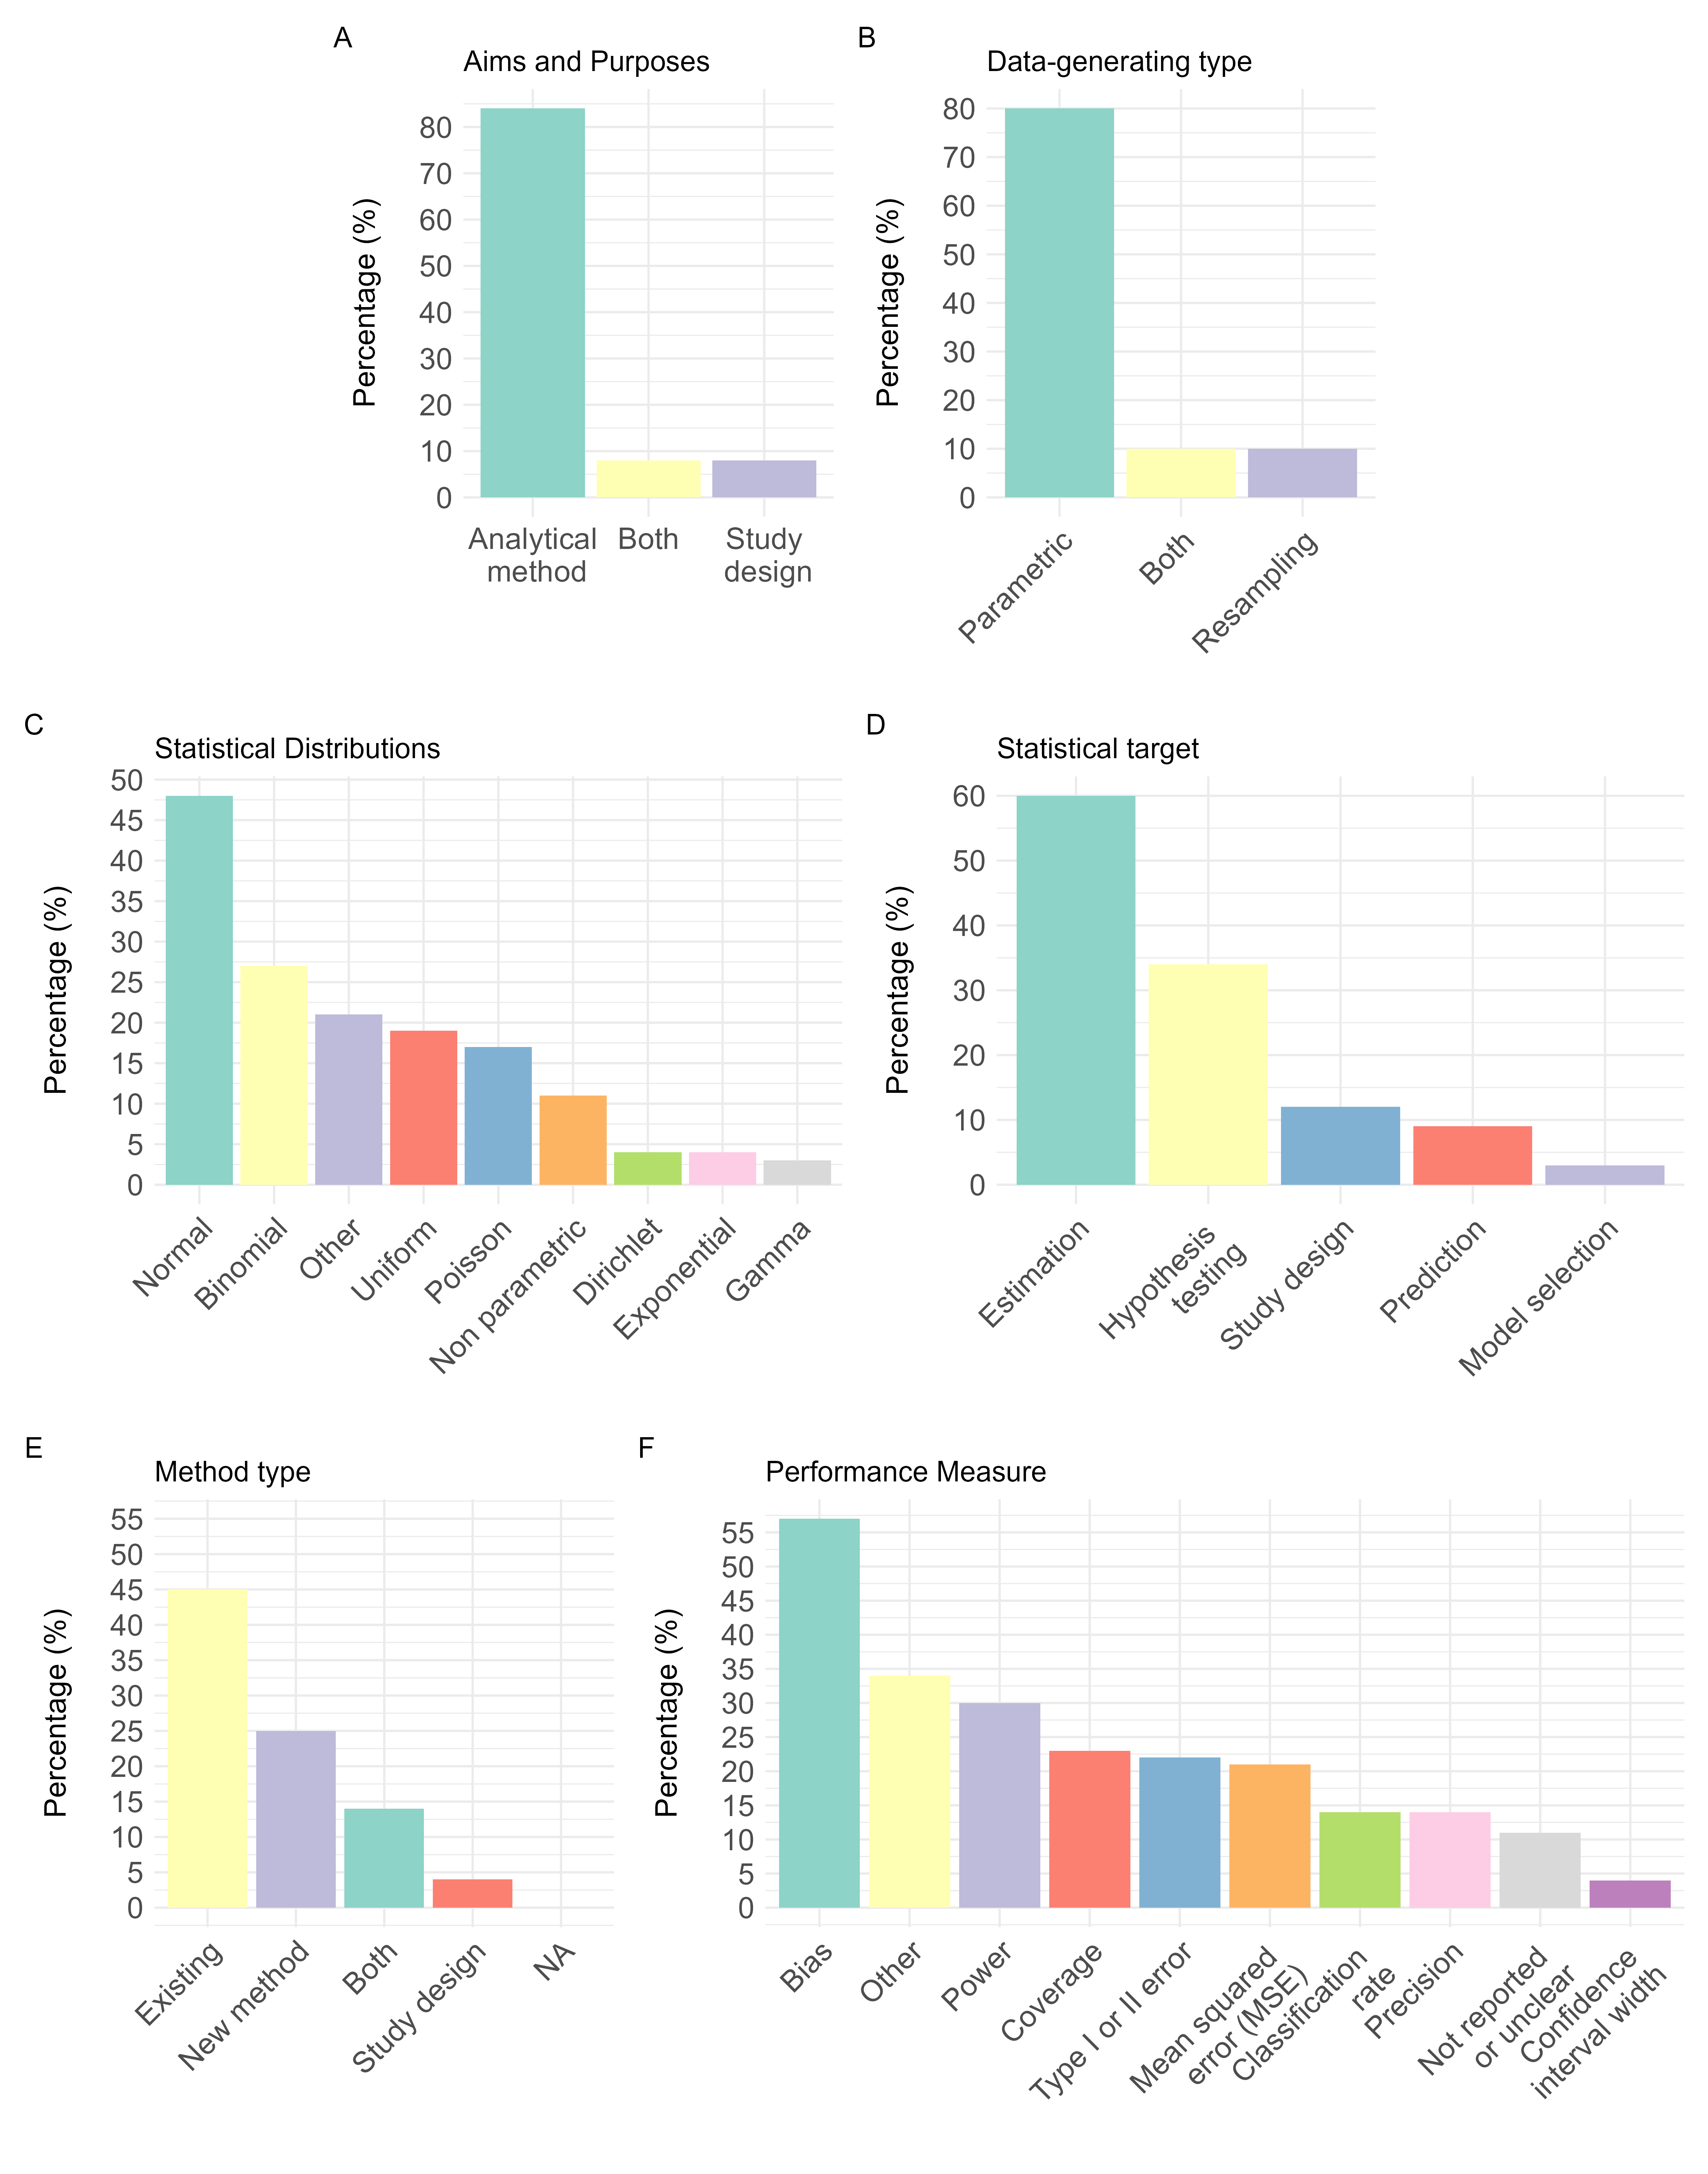 A
Aims and Purposes
Percentage (%)
80
70
60
50
40
30
20
10
0
Analytical
method
Both
Study
design
B
Data-generating type
Percentage (%)
80
70
60
50
40
30
20
10
0
Parametric
Both
Resampling
C
Statistical Distributions
Percentage (%)
50
45
40
35
30
25
20
15
10
5
0
Normal
Binomial
Other
Uniform
Poisson
Non parametric
Dirichlet
Exponential
Gamma
D
Statistical target
Percentage (%)
60
50
40
30
20
10
0
Estimation
Hypothesis
testing
Study design
Prediction
Model selection
E
Method type
Percentage (%)
55
50
45
40
35
30
25
20
15
10
5
0
Existing
New method
Both
Study design
NA
F
Performance Measure
Percentage (%)
55
50
45
40
35
30
25
20
15
10
5
0
Bias
Other
Power
Coverage
Type I or II error
Mean squared
error (MSE)
Classification
rate
Precision
Not reported
or unclear
Confidence
interval width